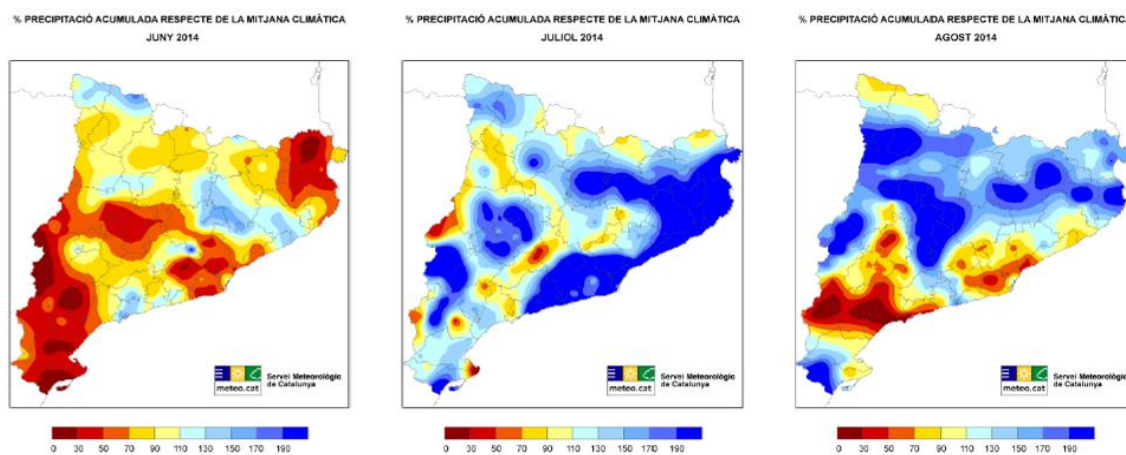 % PRECIPITACIÓ ACUMULADA RESPECTE DE LA MITJANA CLIMÀTICA
JUNY 2014
meteo.cat
Servei Meteorològic
de Catalunya
0 30 50 70 90 110 130 150 170 190
% PRECIPITACIÓ ACUMULADA RESPECTE DE LA MITJANA CLIMÀTICA
JULIOL 2014
meteo.cat
Servei Meteorològic
de Catalunya
0 30 50 70 90 110 130 150 170 190
% PRECIPITACIÓ ACUMULADA RESPECTE DE LA MITJANA CLIMÀTICA
AGOST 2014
meteo.cat
Servei Meteorològic
de Catalunya
0 30 50 70 90 110 130 150 170 190